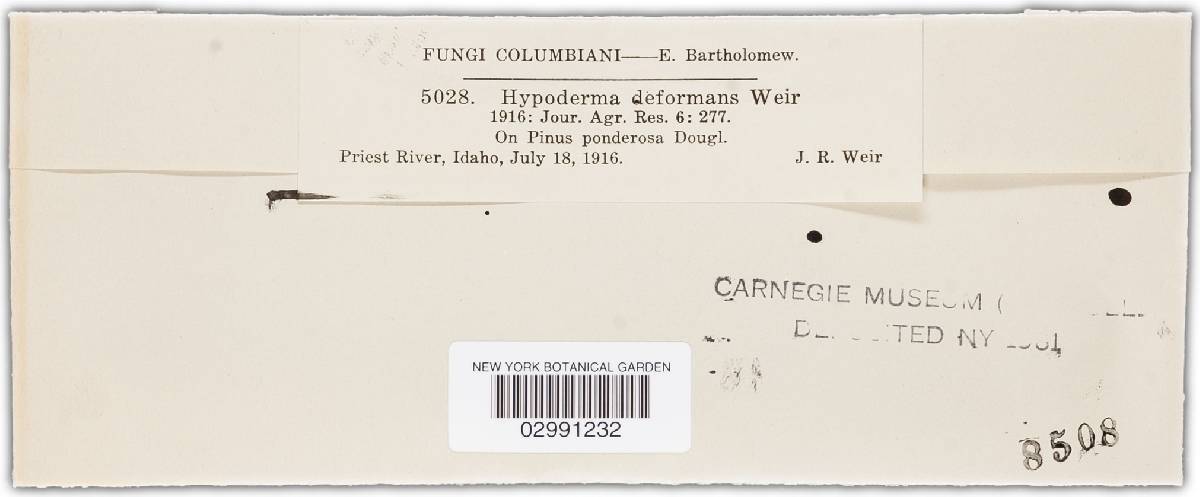 FUNGI COLUMBIANI——E. Bartholomew.
5028. Hypoderma deformans Weir
1916: Jour. Agr. Res. 6: 277.
On Pinus ponderosa Dougl.
Priest River, Idaho, July 18, 1916. J. R. Weir
CARNEGIE MUSEUM (
NY
NEW YORK BOTANICAL GARDEN
02991232
8508